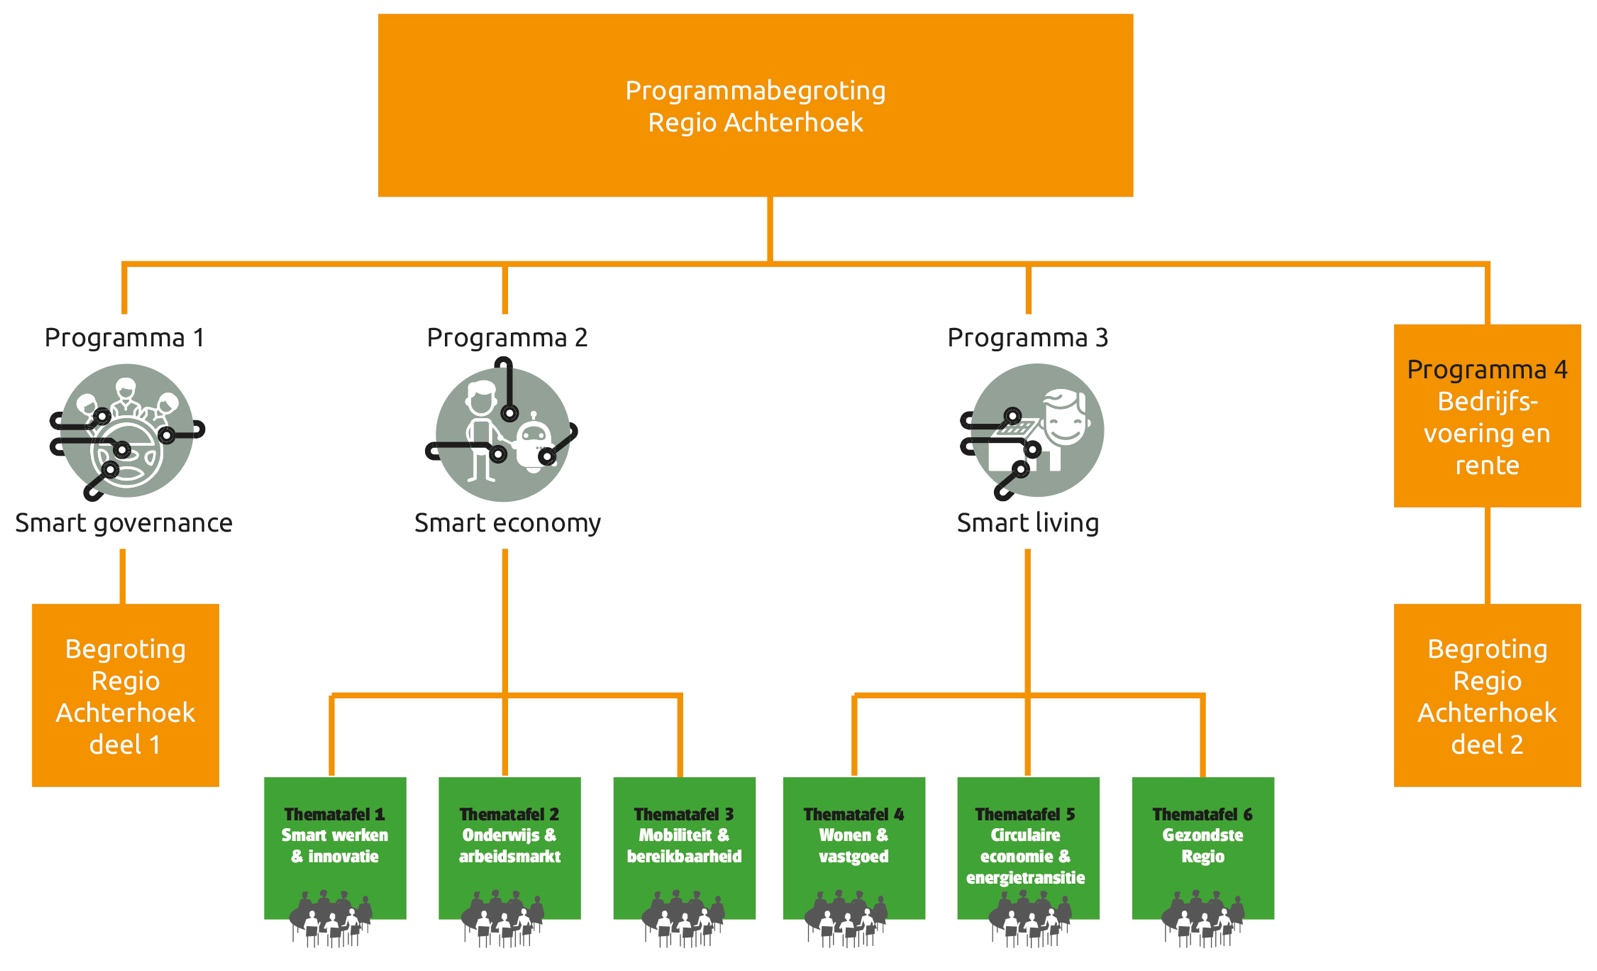 Programmabegroting
Regio Achterhoek
Programma 1
Smart governance
Programma 2
Smart economy
Programma 3
Smart living
Programma 4
Bedrijfs-
voering en
rente
Begroting
Regio
Achterhoek
deel 1
Thematafel 1
Smart werken
& innovatie
Thematafel 2
Onderwijs &
arbeidsmarkt
Thematafel 3
Mobiliteit &
bereikbaarheid
Thematafel 4
Wonen &
vastgoed
Thematafel 5
Circulaire
economie &
energietransitie
Thematafel 6
Gezondste
Regio
Begroting
Regio
Achterhoek
deel 2